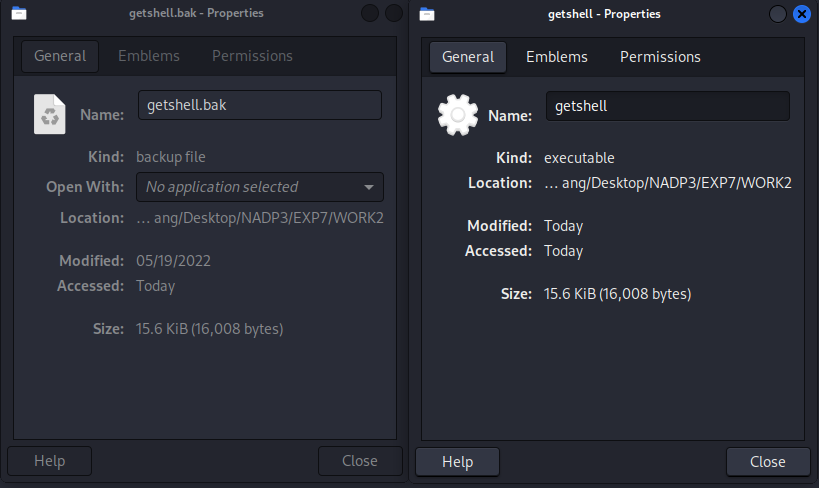 getshell.bak - Properties
General Emblems Permissions
Name: getshell.bak
Kind: backup file
Open With: No application selected
Location: ... ang/Desktop/NADP3/EXP7/WORK2
Modified: 05/19/2022
Accessed: Today
Size: 15.6 KiB (16,008 bytes)
Help Close
getshell - Properties
General Emblems Permissions
Name: getshell
Kind: executable
Location: ... ang/Desktop/NADP3/EXP7/WORK2
Modified: Today
Accessed: Today
Size: 15.6 KiB (16,008 bytes)
Help Close